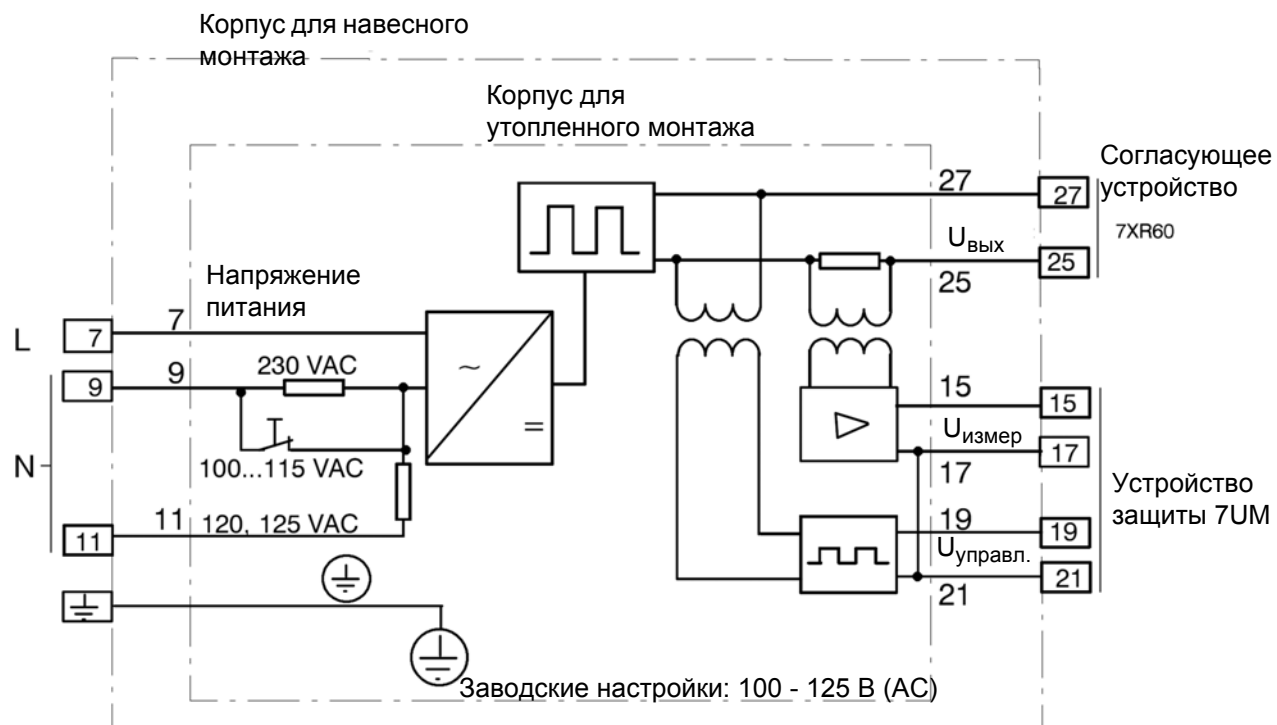 Корпус для навесного
монтажа
Корпус для
утопленного монтажа
Согласующее
устройство
7XR60
27
27
Uвых
25
25
Напряжение
питания
L
7
7
9
9
230 VAC
~
=
N
100...115 VAC
11
11
120, 125 VAC
15
15
Uизмер
17
17
19
19
Uуправл.
21
21
Устройство
защиты 7UM
Заводские настройки: 100 - 125 В (AC)